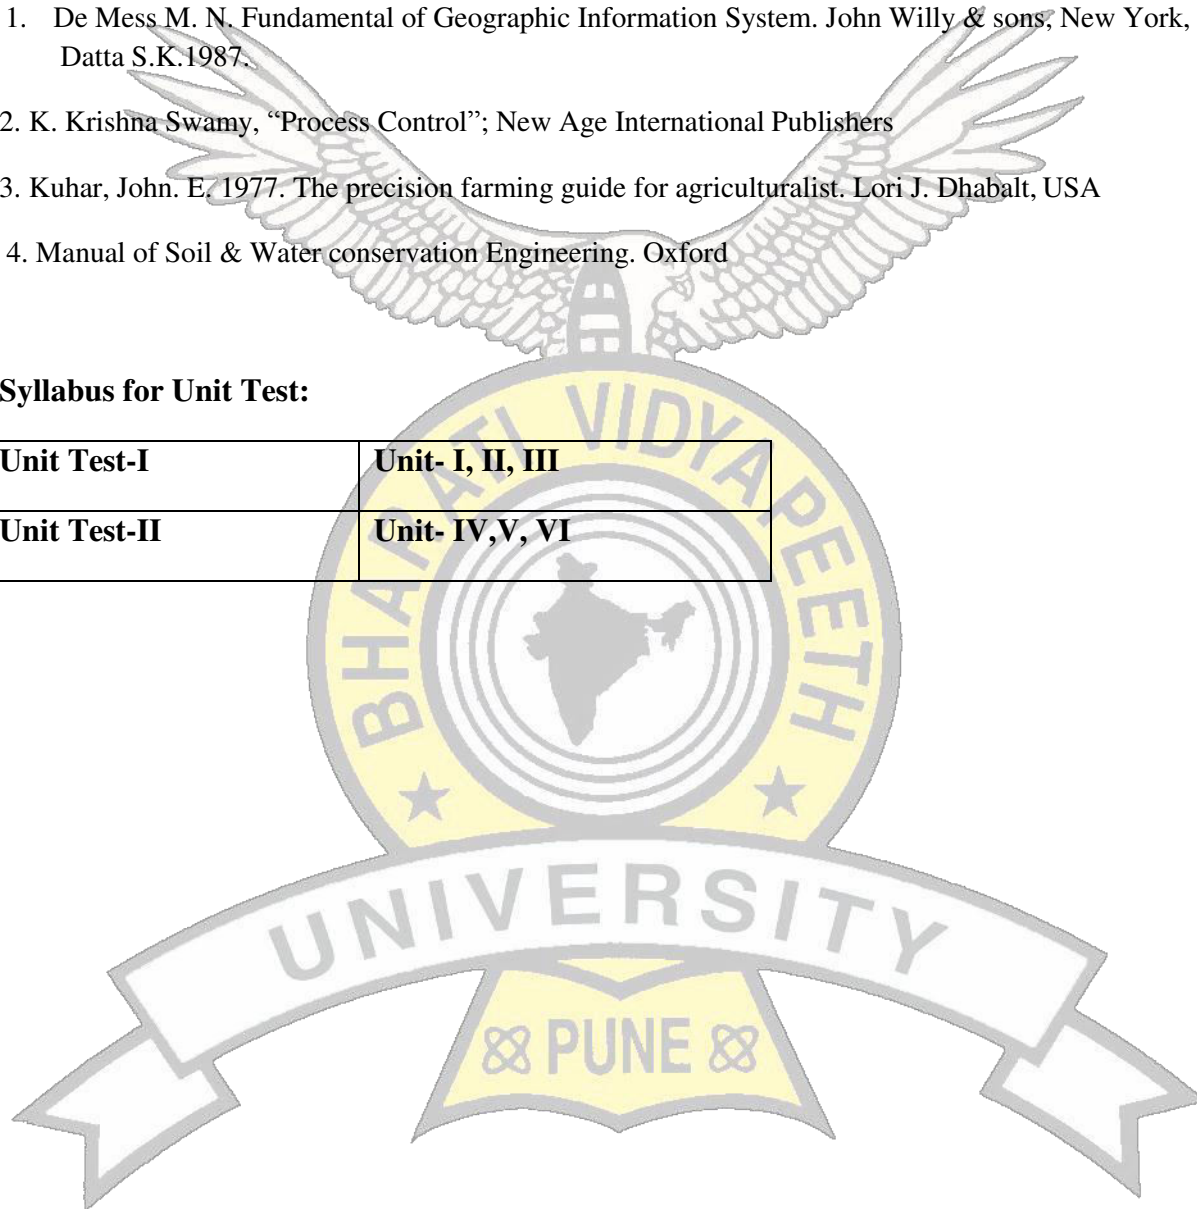 1. De Mess M. N. Fundamental of Geographic Information System. John Willy & sons, New York,
Datta S.K.1987.
2. K. Krishna Swamy, “Process Control”; New Age International Publishers
3. Kuhar, John. E. 1977. The precision farming guide for agriculturalist. Lori J. Dhabalt, USA
4. Manual of Soil & Water conservation Engineering. Oxford
Syllabus for Unit Test:
Unit Test-I Unit- I, II, III
Unit Test-II Unit- IV,V, VI
BHARATI VIDYAPEETH
UNIVERSITY
PUNE